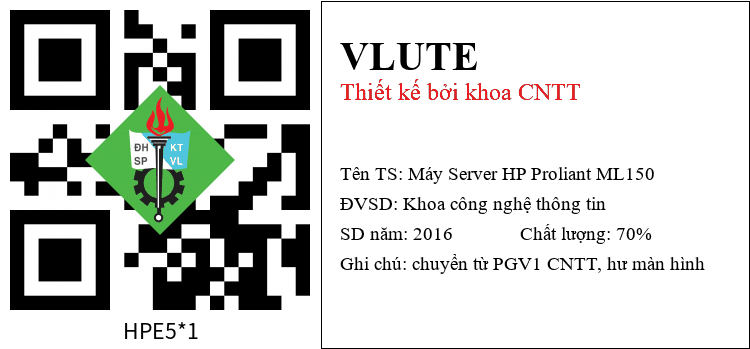 ĐH KT
SP VL
HPE5*1
VLUTE
Thiết kế bởi khoa CNTT
Tên TS: Máy Server HP Proliant ML150
ĐVSD: Khoa công nghệ thông tin
SD năm: 2016 Chất lượng: 70%
Ghi chú: chuyển từ PGV1 CNTT, hư màn hình